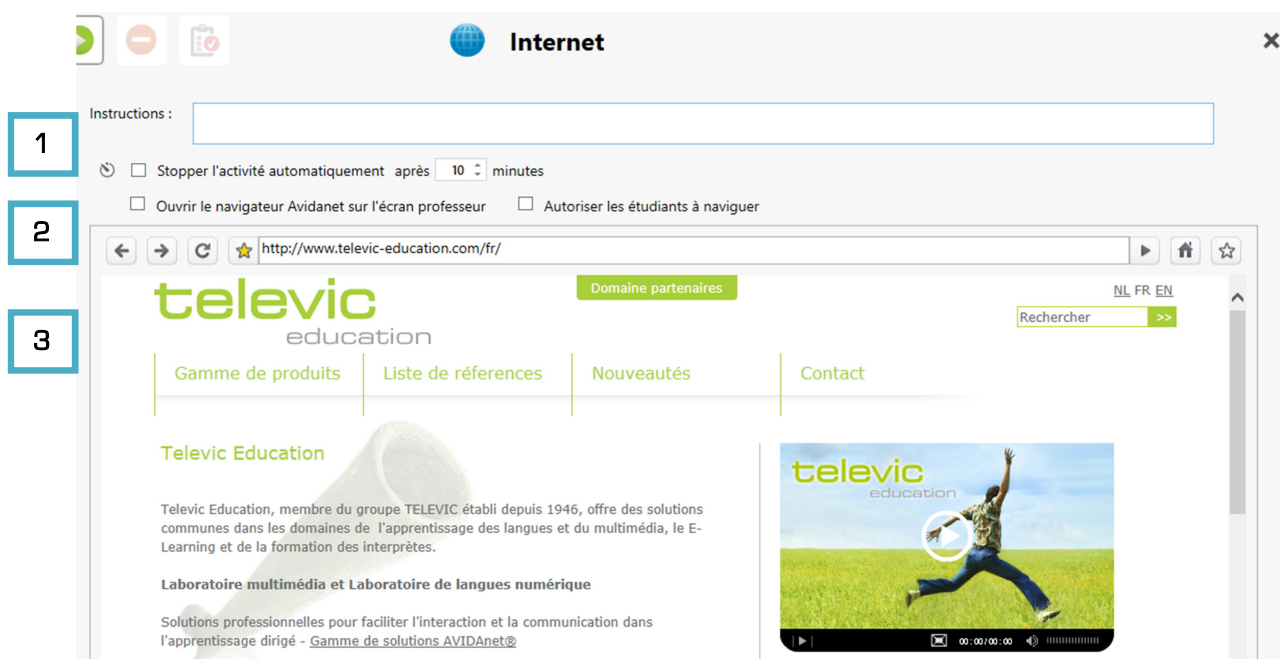 Internet
Instructions :
1
Stopper l'activité automatiquement après 10 minutes
2
Ouvrir le navigateur Avidanet sur l'écran professeur Autoriser les étudiants à naviguer
http://www.televic-education.com/fr/
televic
education
Domaine partenaires
NL FR EN
Rechercher >>
3
Gamme de produits Liste de réferences Nouveautés Contact
Televic Education
Televic Education, membre du groupe TELEVIC établi depuis 1946, offre des solutions
communes dans les domaines de l'apprentissage des langues et du multimédia, le E-
Learning et de la formation des interprètes.
Laboratoire multimédia et Laboratoire de langues numérique
Solutions professionnelles pour faciliter l'interaction et la communication dans
l'apprentissage dirigé - Gamme de solutions AVIDAnet®
televic
education
00:00/00:00